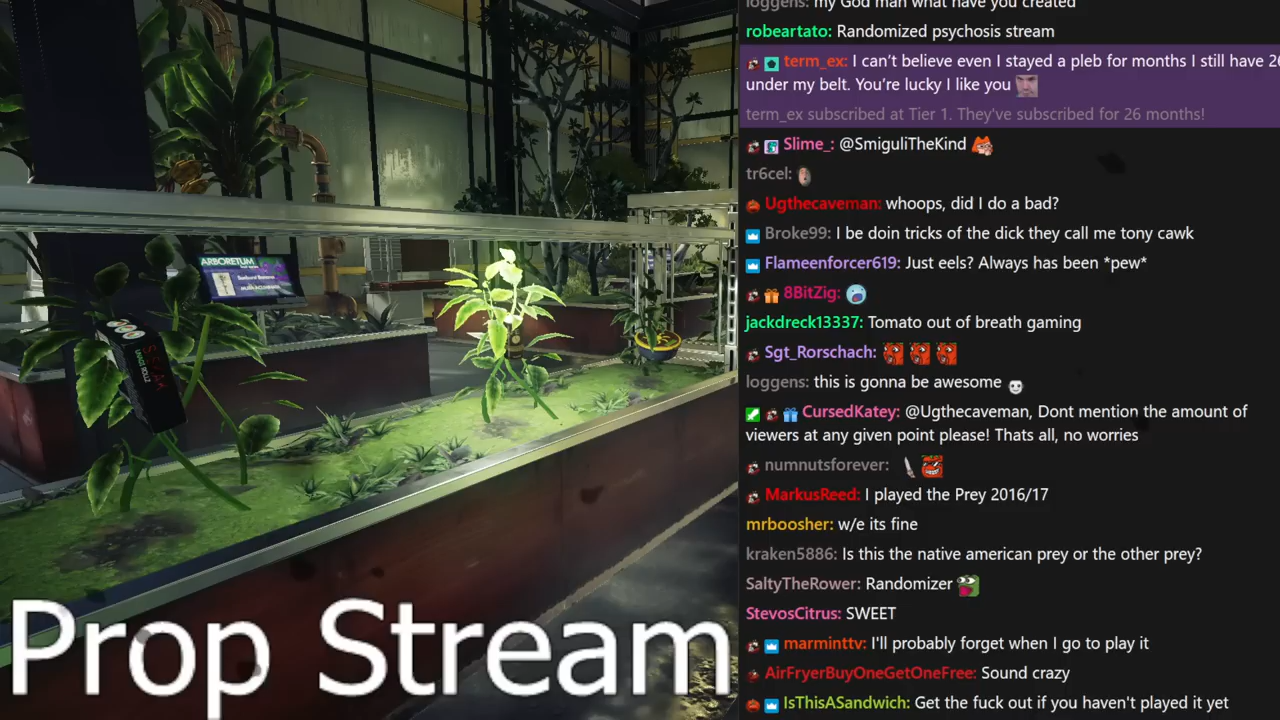 loggens: my God man what have you created
robeartato: Randomized psychosis stream
term_ex: I can't believe even I stayed a pleb for months I still have 26
under my belt. You're lucky I like you
term_ex subscribed at Tier 1. They've subscribed for 26 months!
Slime_: @SmiguliTheKind
tr6cel:
Ugthecaveman: whoops, did I do a bad?
Broke99: I be doin tricks of the dick they call me tony cawk
Flameenforcer619: Just eels? Always has been *pew*
8BitZig:
jackdreck13337: Tomato out of breath gaming
Sgt_Rorschach:
loggens: this is gonna be awesome
CursedKatey: @Ugthecaveman, Dont mention the amount of
viewers at any given point please! Thats all, no worries
numnutsforever:
MarkusReed: I played the Prey 2016/17
mrboosher: w/e its fine
kraken5886: Is this the native american prey or the other prey?
SaltyTheRower: Randomizer
StevosCitrus: SWEET
marminttv: I'll probably forget when I go to play it
AirFryerBuyOneGetOneFree: Sound crazy
IsThisASandwich: Get the fuck out if you haven't played it yet
ARBORETUM
Prop Stream